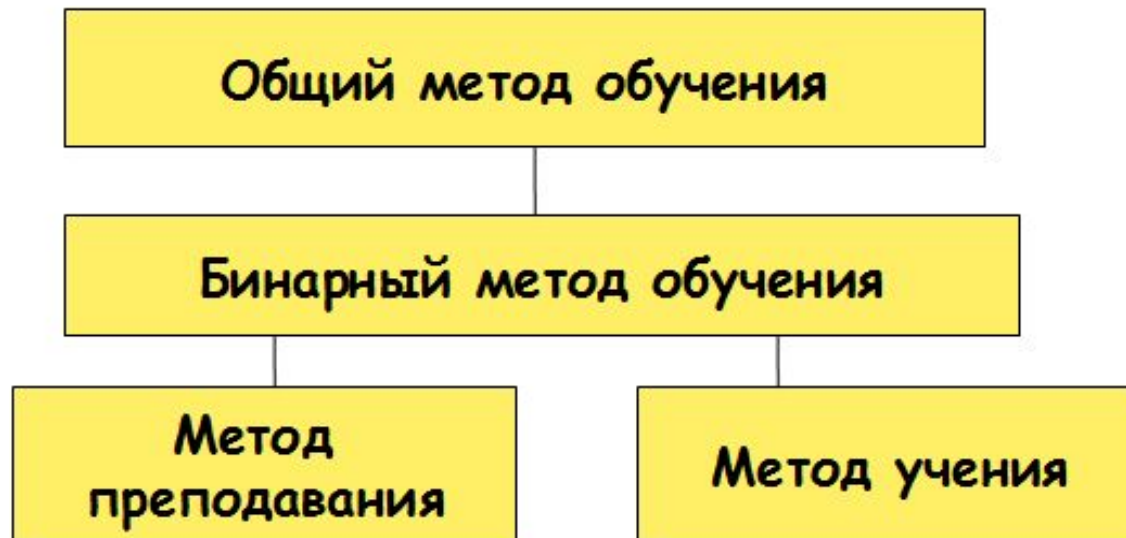 Общий метод обучения
Бинарный метод обучения
Метод
преподавания
Метод учения